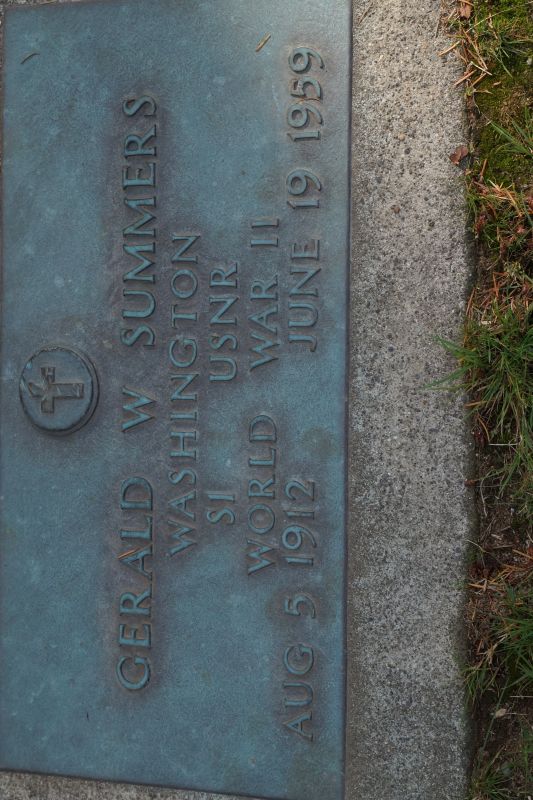 GERALD W SUMMERS
WASHINGTON
S1 USNR
WORLD WAR II
AUG 5 1912 JUNE 19 1959